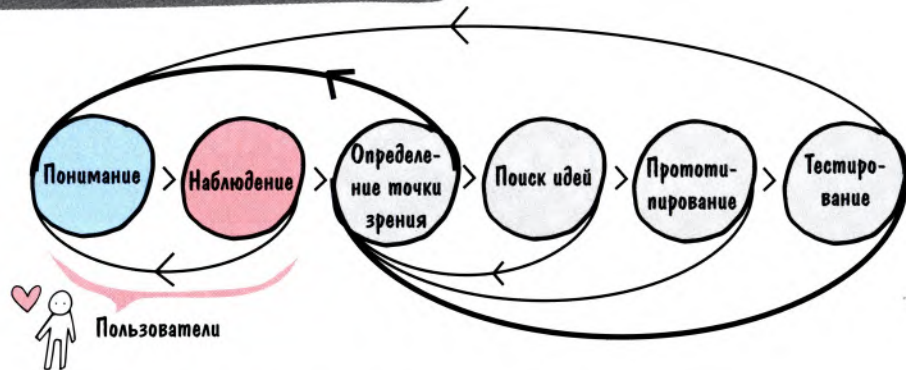 Понимание
Наблюдение
Определе-
ние точки
зрения
Поиск идей
Прототи-
пирование
Тестиро-
вание
Пользователи